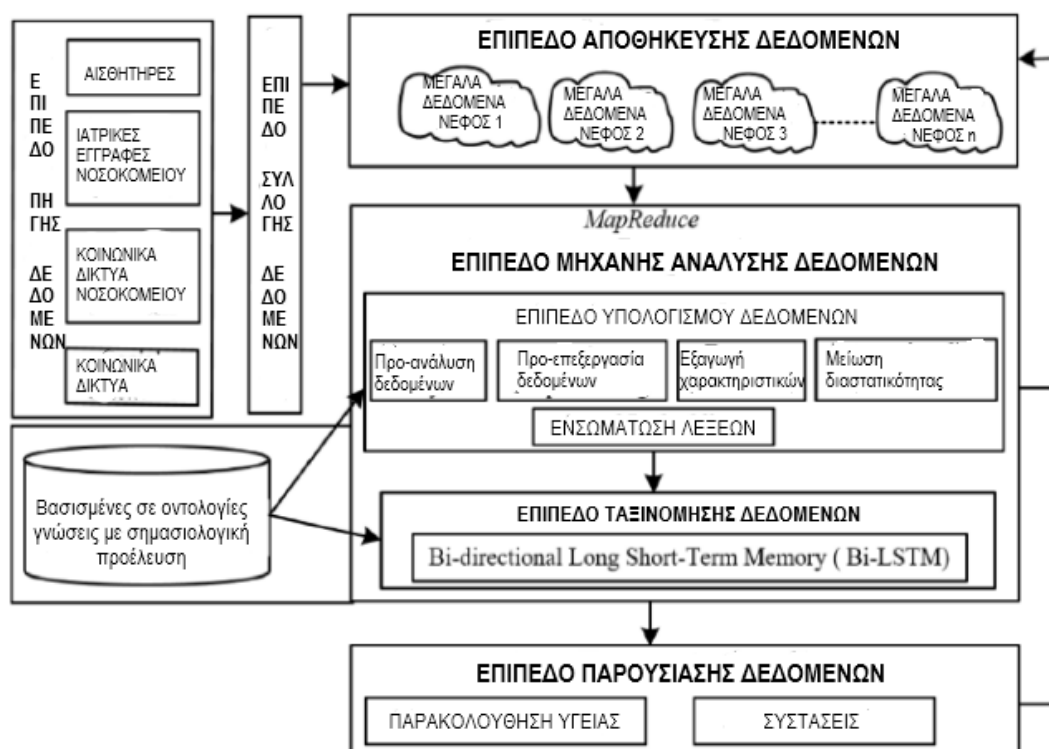 Ε
ΠΙ
ΠΕ
ΔΟ
ΠΗ
ΓΗΣ
ΔΕ
ΔΟ
ΜΕ
ΝΩΝ
ΑΙΣΘΗΤΗΡΕΣ
ΙΑΤΡΙΚΕΣ
ΕΓΓΡΑΦΕΣ
ΝΟΣΟΚΟΜΕΙΟΥ
ΚΟΙΝΩΝΙΚΑ
ΔΙΚΤΥΑ
ΝΟΣΟΚΟΜΕΙΟΥ
ΚΟΙΝΩΝΙΚΑ
ΔΙΚΤΥΑ
ΕΠΙ
ΠΕ
ΔΟ
ΣΥΛ
ΛΟ
ΓΗΣ
ΔΕ
ΔΟ
ΜΕ
ΝΩΝ
ΕΠΙΠΕΔΟ ΑΠΟΘΗΚΕΥΣΗΣ ΔΕΔΟΜΕΝΩΝ
ΜΕΓΑΛΑ
ΔΕΔΟΜΕΝΑ
ΝΕΦΟΣ 1
ΜΕΓΑΛΑ
ΔΕΔΟΜΕΝΑ
ΝΕΦΟΣ 2
ΜΕΓΑΛΑ
ΔΕΔΟΜΕΝΑ
ΝΕΦΟΣ 3
ΜΕΓΑΛΑ
ΔΕΔΟΜΕΝΑ
ΝΕΦΟΣ n
MapReduce
ΕΠΙΠΕΔΟ ΜΗΧΑΝΗΣ ΑΝΑΛΥΣΗΣ ΔΕΔΟΜΕΝΩΝ
ΕΠΙΠΕΔΟ ΥΠΟΛΟΓΙΣΜΟΥ ΔΕΔΟΜΕΝΩΝ
Προ-ανάλυση
δεδομένων
Προ-επεξεργασία
δεδομένων
Εξαγωγή
χαρακτηριστικών
Μείωση
διαστατικότητας
ΕΝΣΩΜΑΤΩΣΗ ΛΕΞΕΩΝ
Βασισμένες σε οντολογίες
γνώσεις με σημασιολογική
προέλευση
ΕΠΙΠΕΔΟ ΤΑΞΙΝΟΜΗΣΗΣ ΔΕΔΟΜΕΝΩΝ
Bi-directional Long Short-Term Memory ( Bi-LSTM)
ΕΠΙΠΕΔΟ ΠΑΡΟΥΣΙΑΣΗΣ ΔΕΔΟΜΕΝΩΝ
ΠΑΡΑΚΟΛΟΥΘΗΣΗ ΥΓΕΙΑΣ
ΣΥΣΤΑΣΕΙΣ